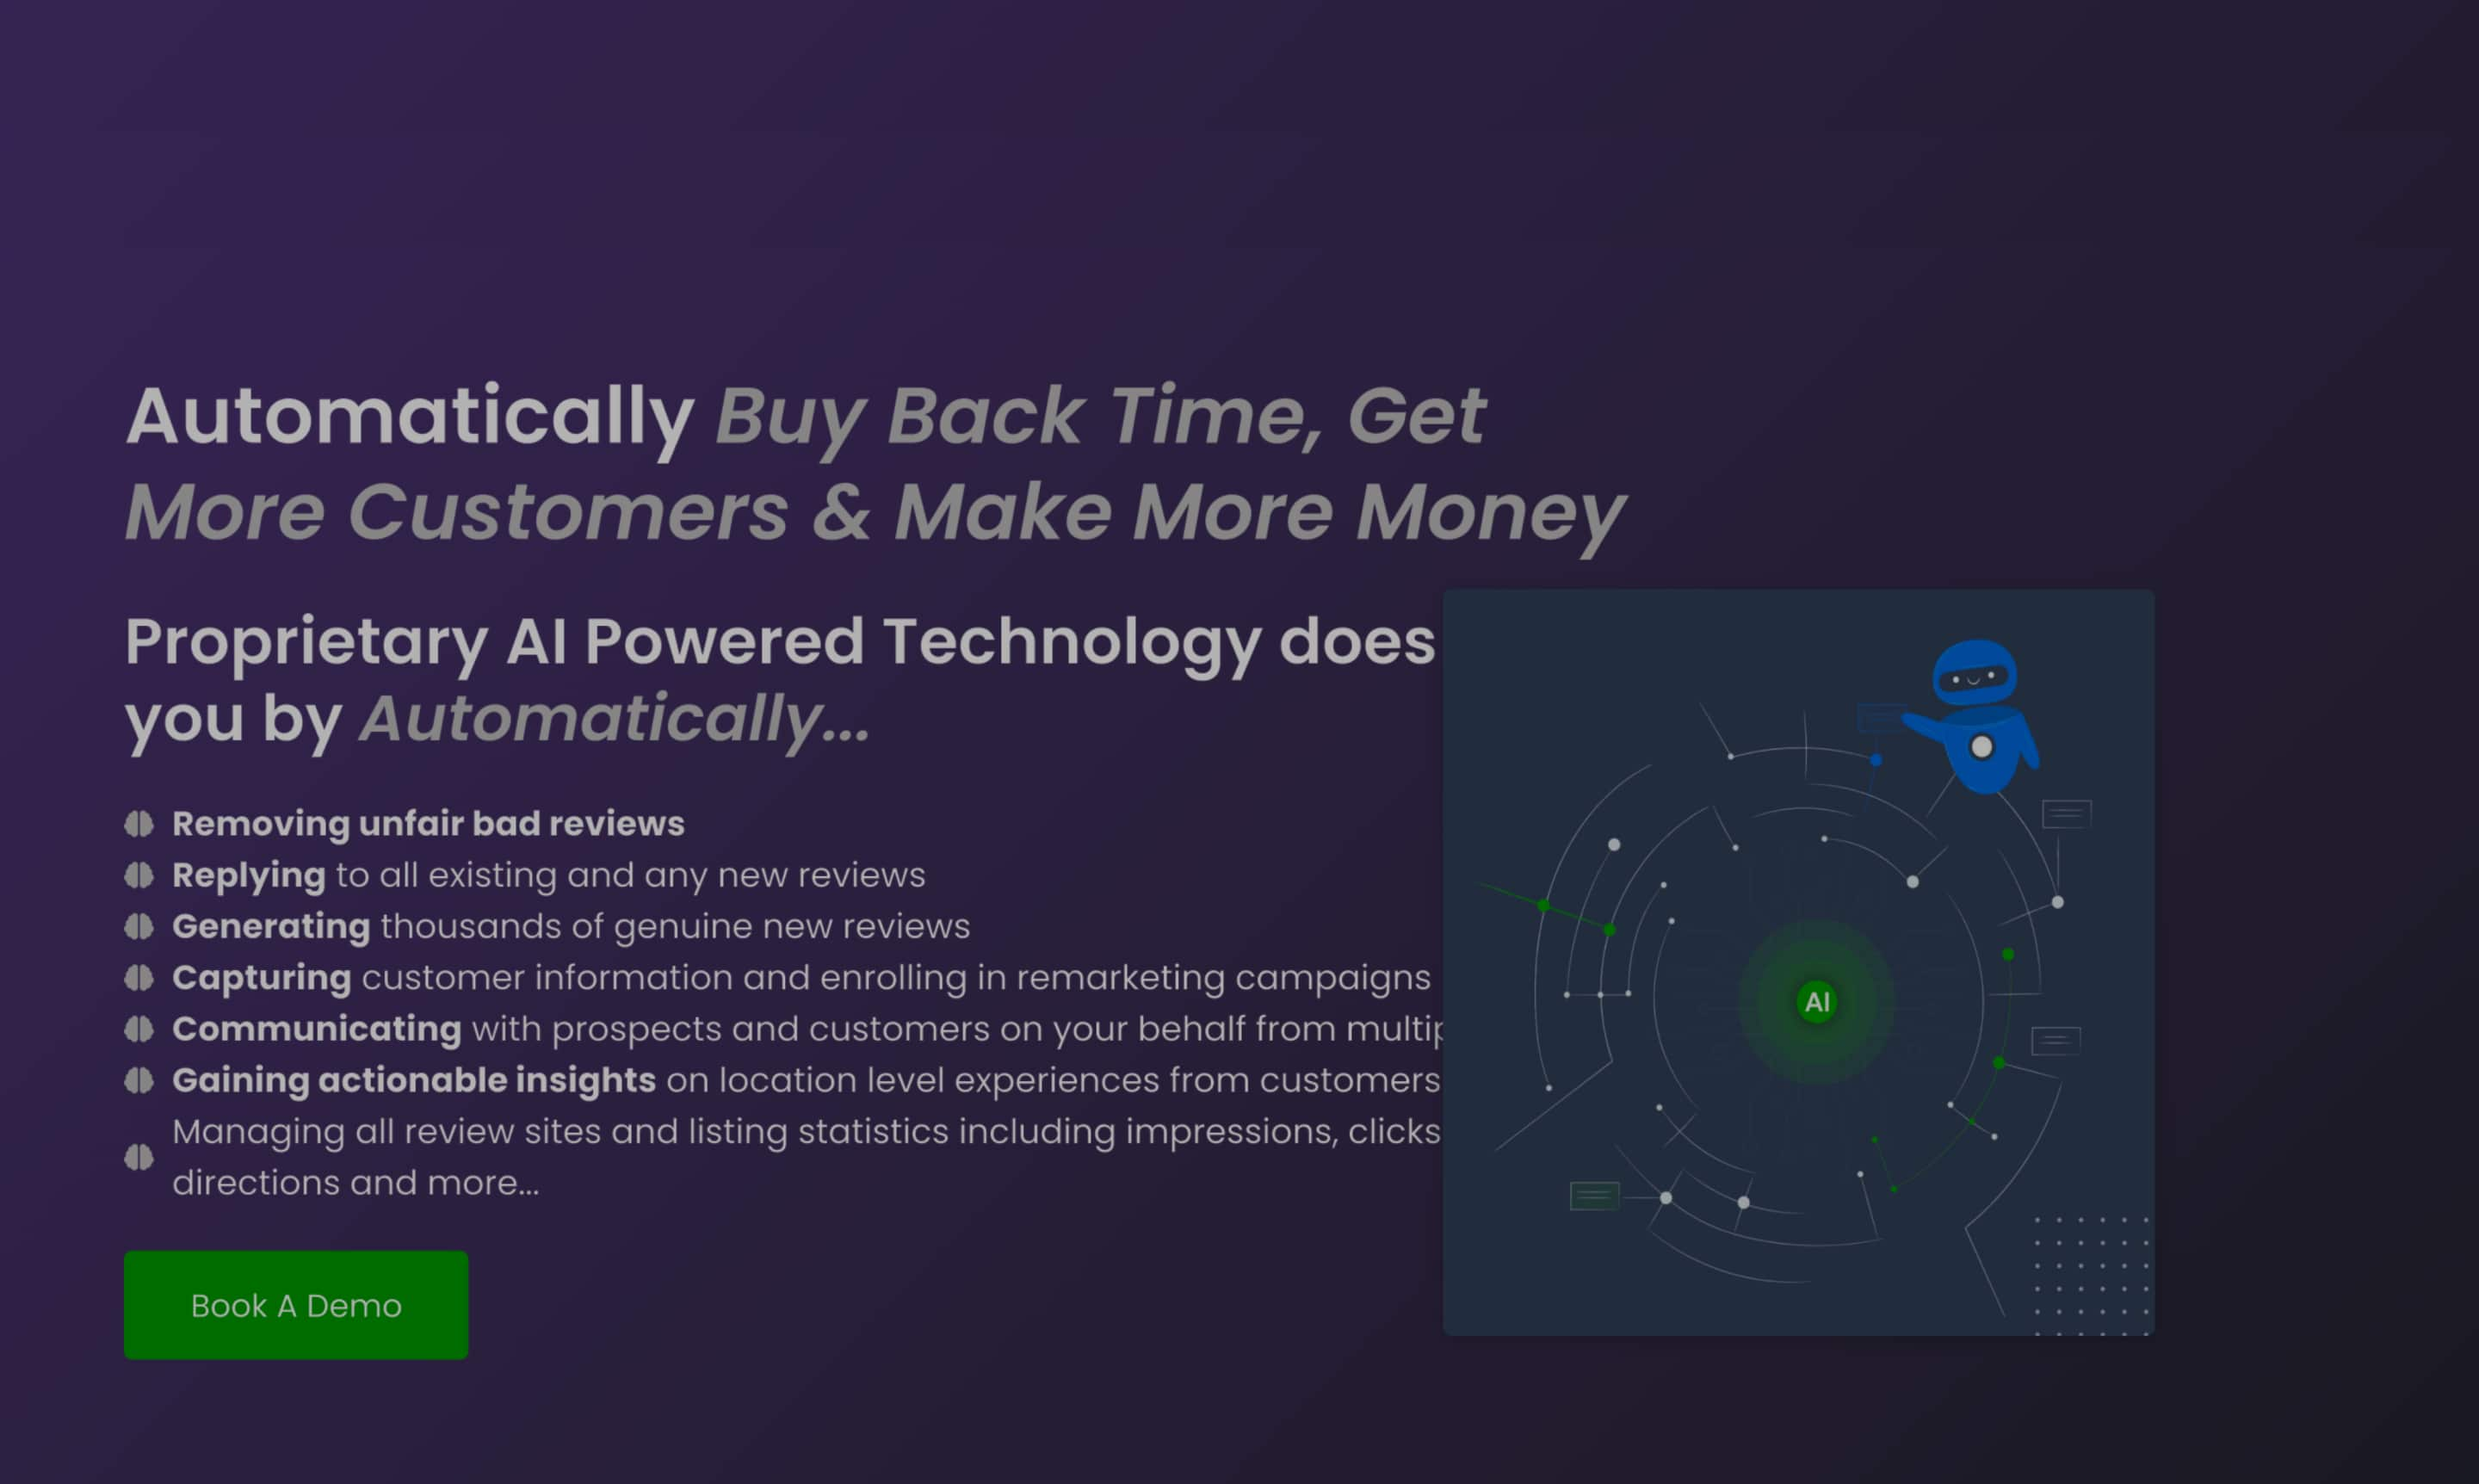 Automatically Buy Back Time, Get
More Customers & Make More Money
Proprietary AI Powered Technology does
you by Automatically...
Removing unfair bad reviews
Replying to all existing and any new reviews
Generating thousands of genuine new reviews
Capturing customer information and enrolling in remarketing campaigns
Communicating with prospects and customers on your behalf from
Gaining actionable insights on location level experiences from customers
Managing all review sites and listing statistics including impressions, clicks
directions and more...
Book A Demo
AI